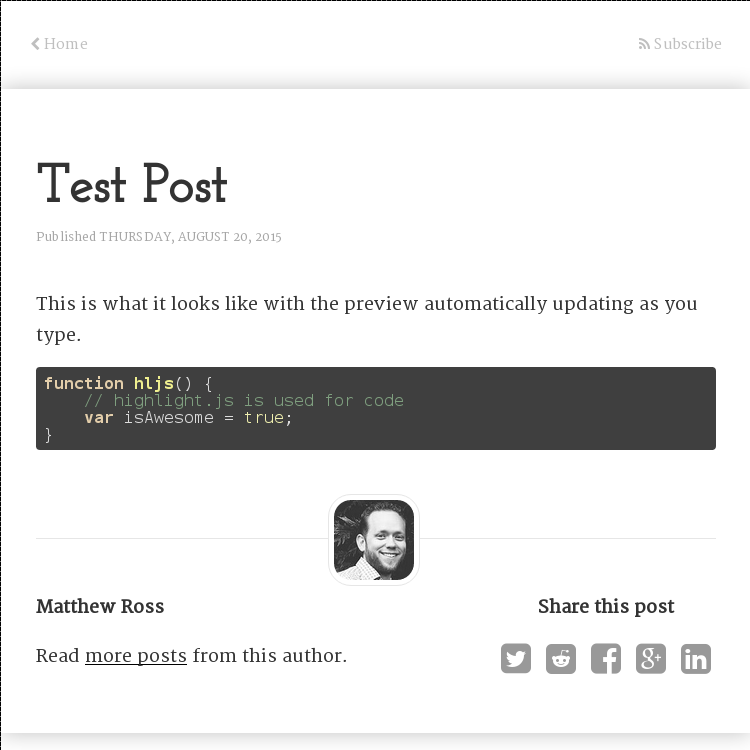 Home
Subscribe
Test Post
Published THURSDAY, AUGUST 20, 2015
This is what it looks like with the preview automatically updating as you
type.
function hljs() {
    // highlight.js is used for code
    var isAwesome = true;
}
Matthew Ross
Share this post
Read more posts from this author.